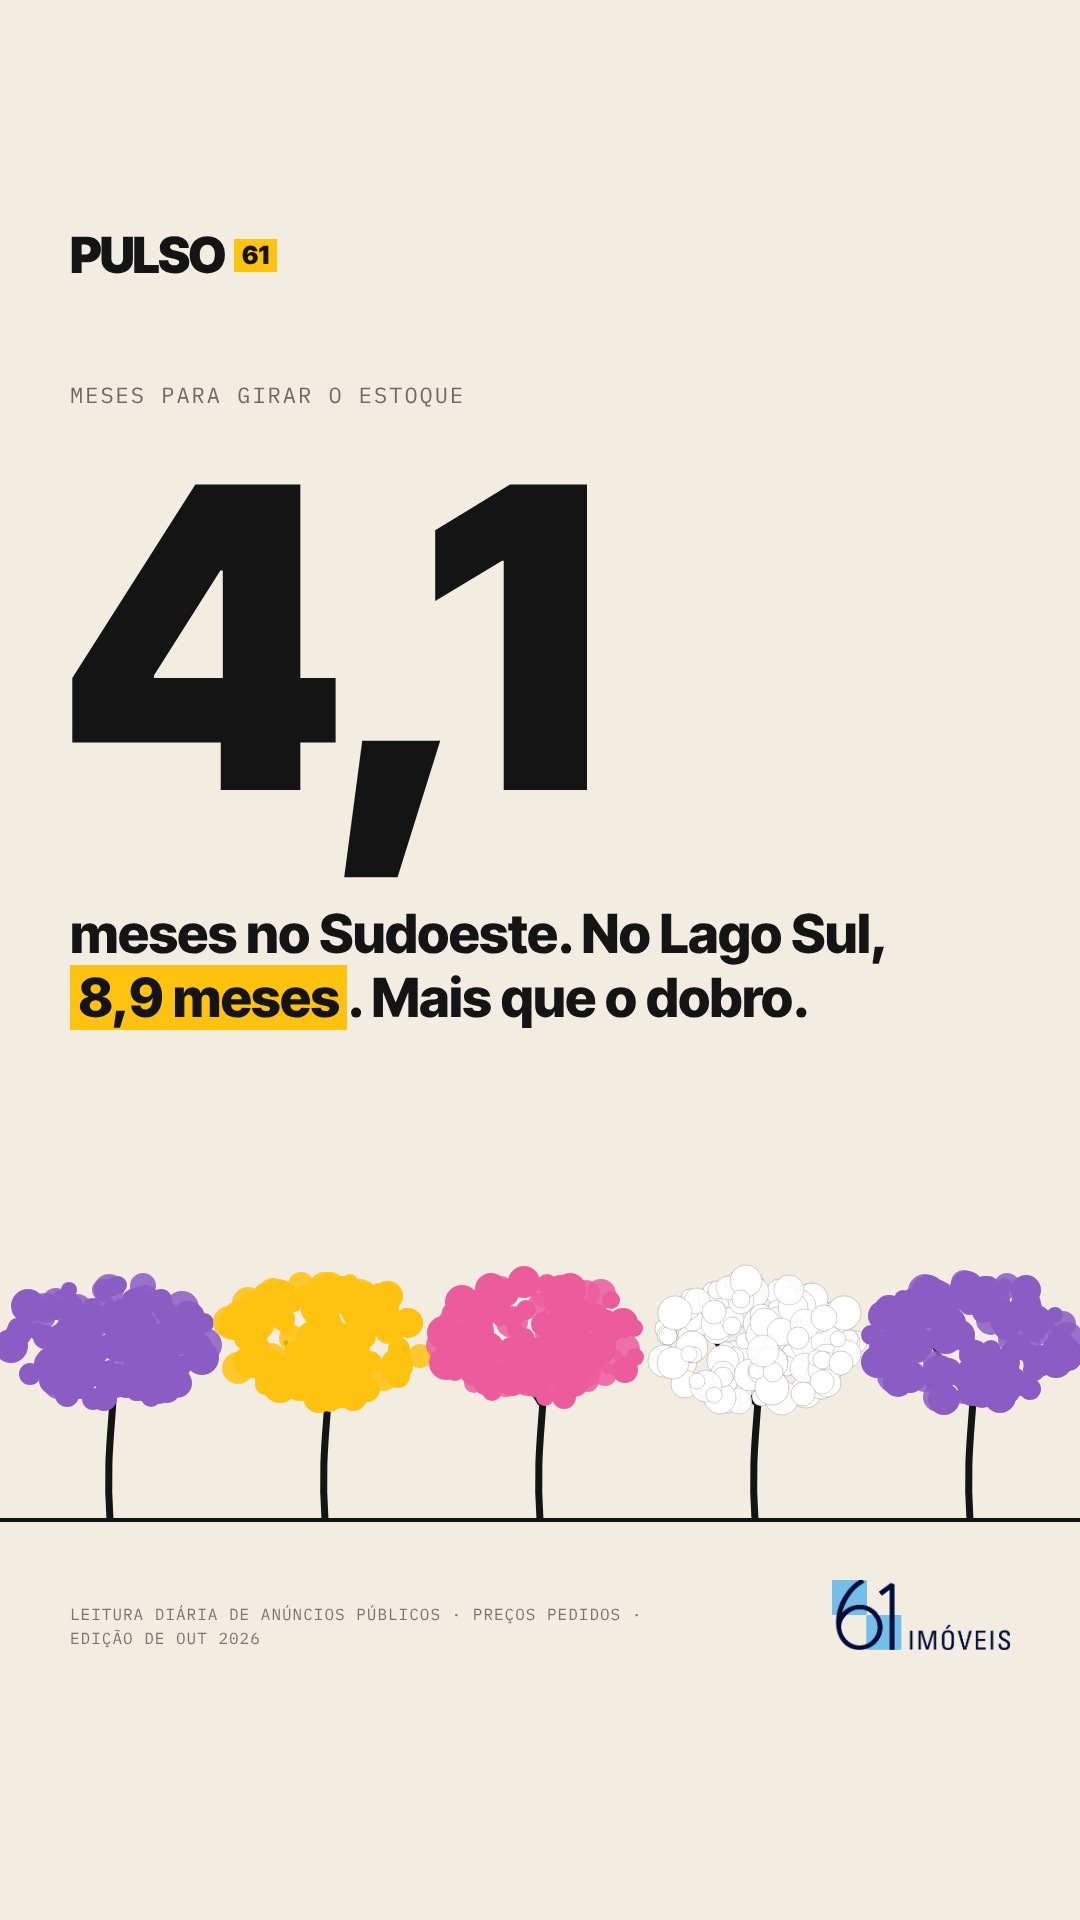 PULSO 61
MESES PARA GIRAR O ESTOQUE
4,1
meses no Sudoeste. No Lago Sul,
8,9 meses. Mais que o dobro.
LEITURA DIÁRIA DE ANÚNCIOS PÚBLICOS · PREÇOS PEDIDOS ·
EDIÇÃO DE OUT 2026
61 IMÓVEIS